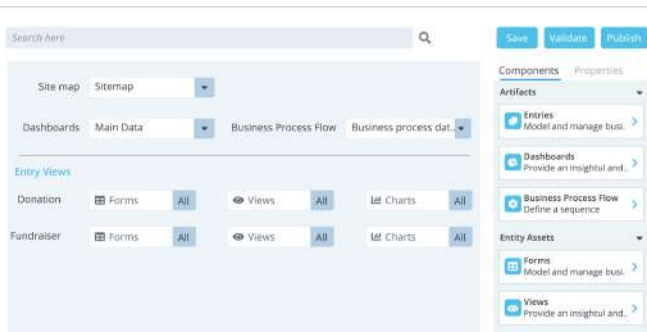 Search here
Save Validate Publish
Components Properties
Site map Sitemap
Artifacts
Entries
Model and manage busi.
Dashboards Main Data Business Process Flow Business process dat..
Dashboards
Provide an insightul and..
Entry Views
Donation Forms All Views All Charts All
Business Process Flow
Define a sequence
Fundraiser Forms All Views All Charts All
Entity Assets
Forms
Model and manage busi.
Views
Provide an insightul and..